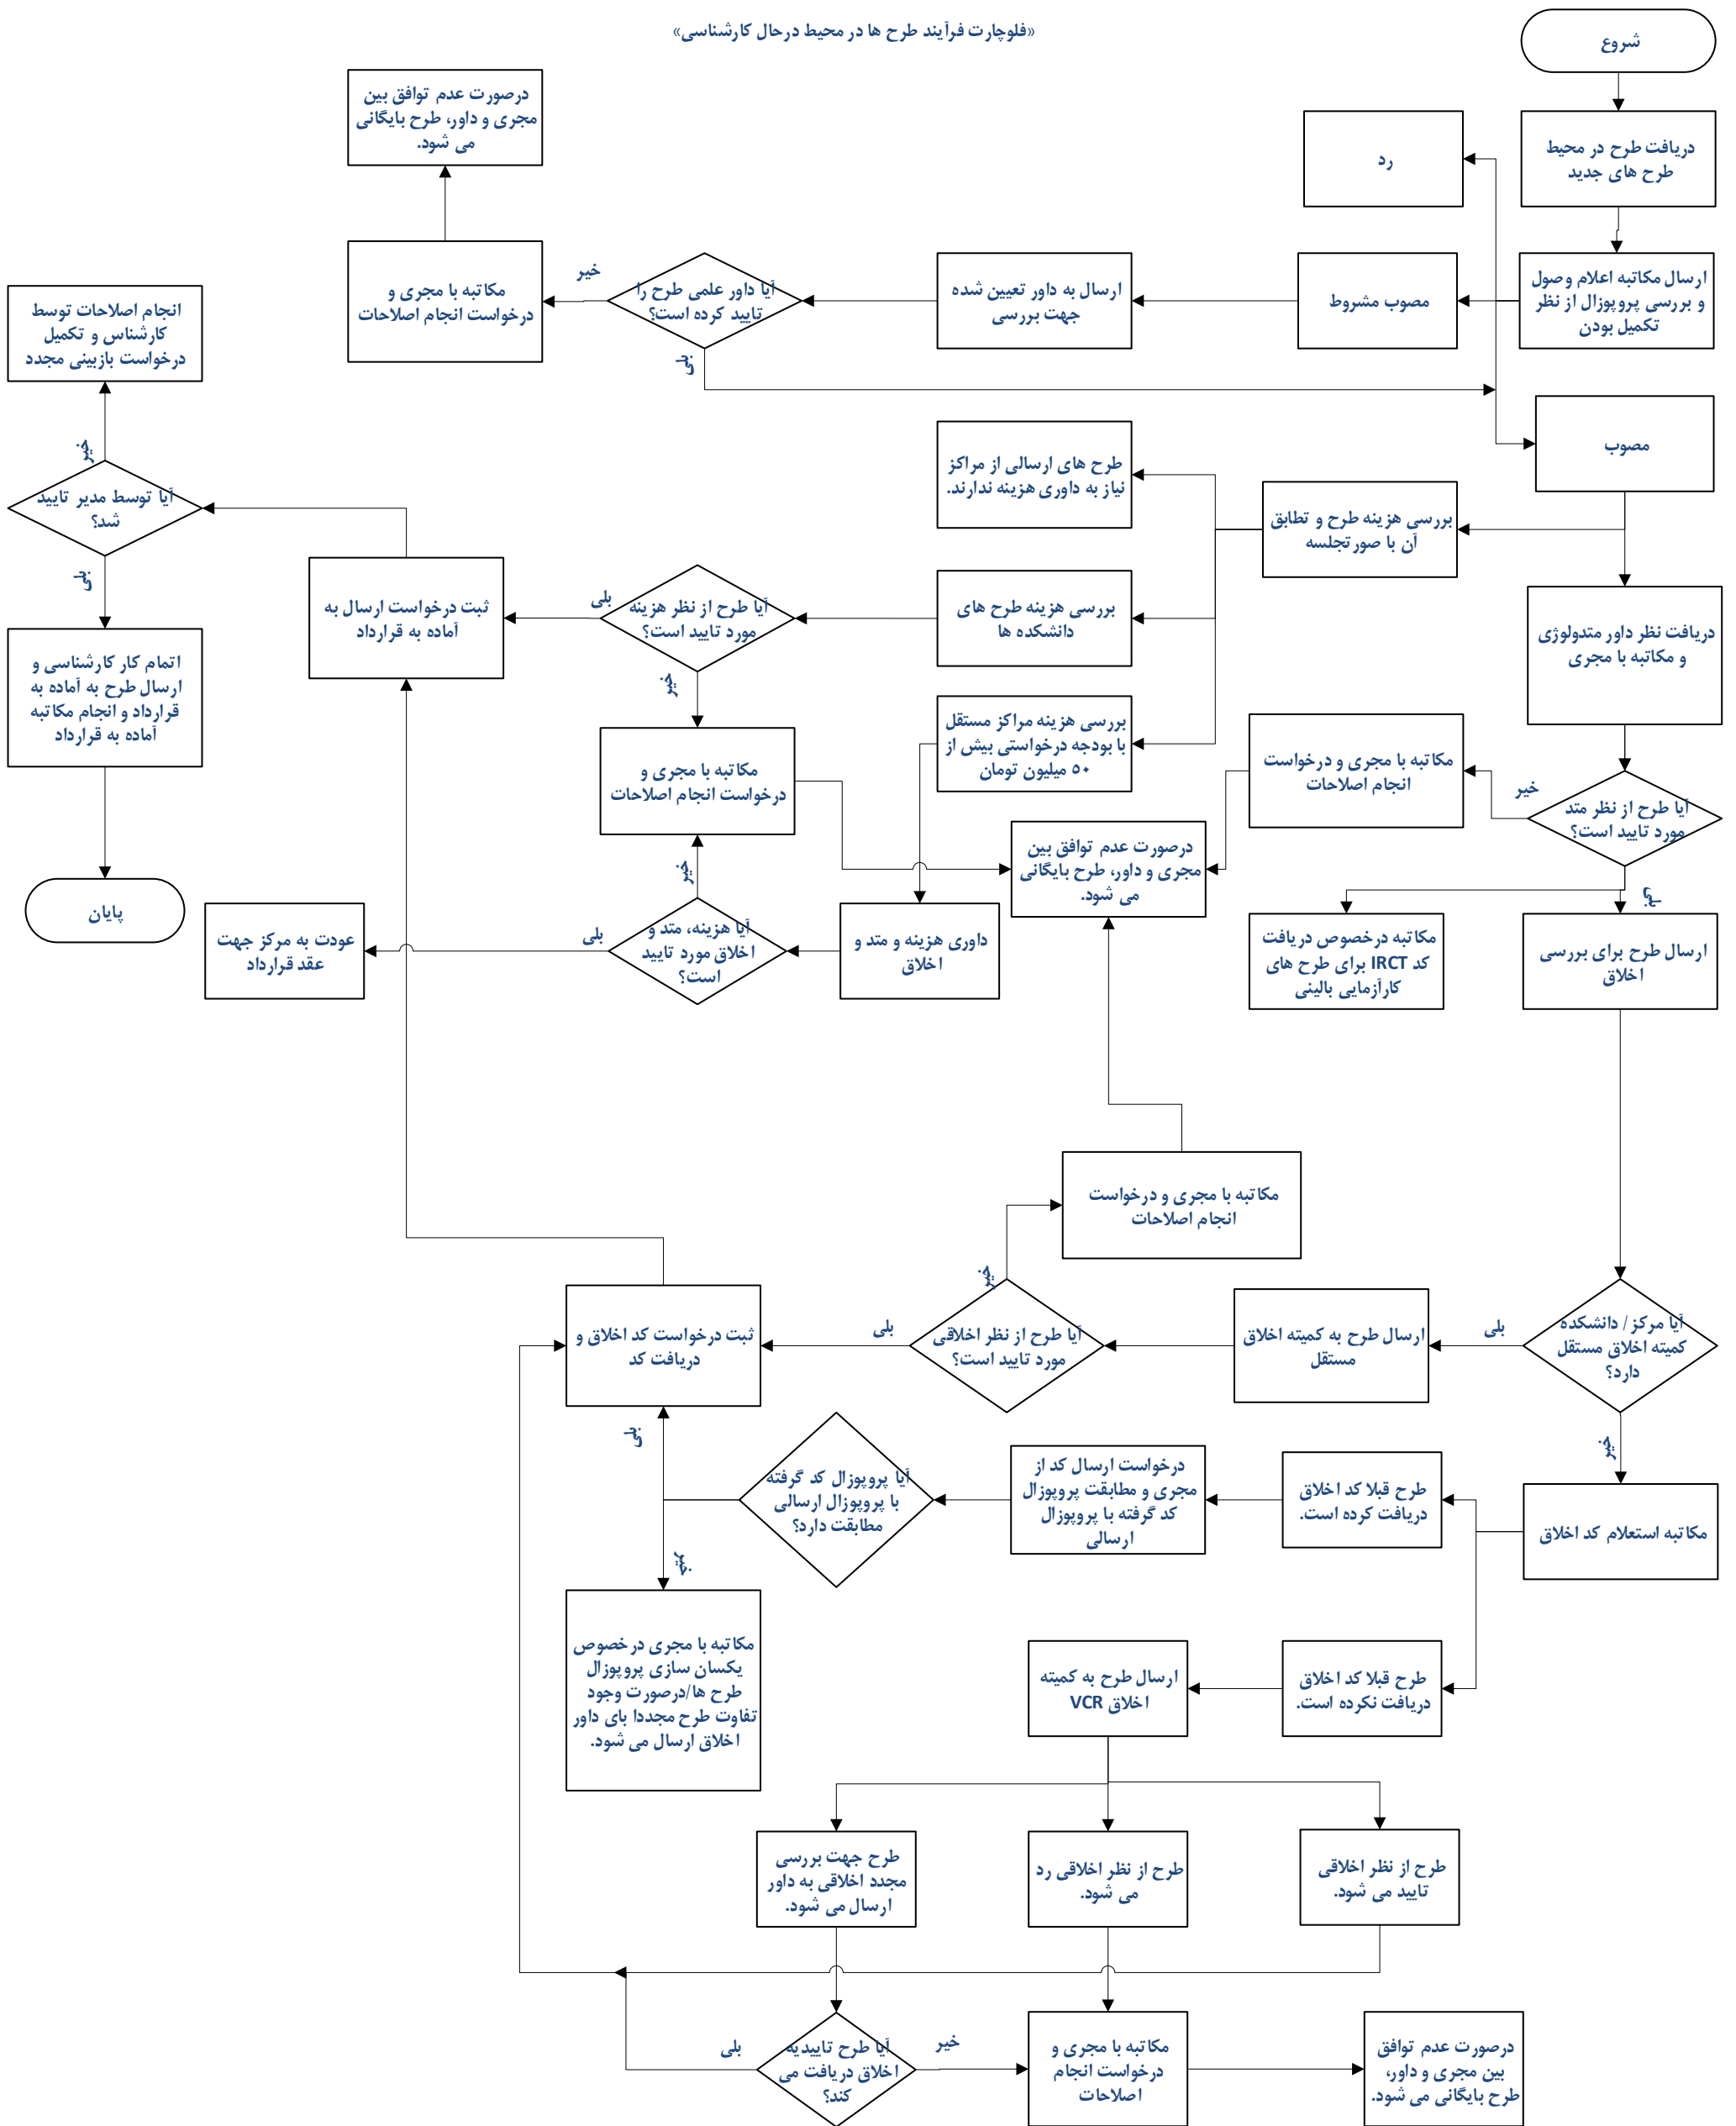 «فلوچارت فرآیند طرح ها در محیط درحال کارشناسی»
شروع
دریافت طرح در محیط
طرح های جدید
ارسال مکاتبه اعلام وصول
و بررسی پروپوزال از نظر
تکمیل بودن
رد
مصوب مشروط
ارسال به داور تعیین شده
جهت بررسی
آیا داور علمی طرح را
تایید کرده است؟
خیر
بلی
مکاتبه با مجری و
درخواست انجام اصلاحات
درصورت عدم توافق بین
مجری و داور، طرح بایگانی
می شود.
مصوب
بررسی هزینه طرح و تطابق
آن با صورتجلسه
طرح های ارسالی از مراکز
نیاز به داوری هزینه ندارند.
بررسی هزینه طرح های
دانشکده ها
بررسی هزینه مراکز مستقل
با بودجه درخواستی بیش از
۵۰ میلیون تومان
آیا طرح از نظر هزینه
مورد تایید است؟
بلی
خیر
ثبت درخواست ارسال به
آماده به قرارداد
آیا توسط مدیر تایید
شد؟
خیر
بلی
انجام اصلاحات توسط
کارشناس و تکمیل
درخواست بازبینی مجدد
اتمام کار کارشناسی و
ارسال طرح به آماده به
قرارداد و انجام مکاتبه
آماده به قرارداد
پایان
مکاتبه با مجری و
درخواست انجام اصلاحات
داوری هزینه و متد و
اخلاق
آیا هزینه، متد و
اخلاق مورد تایید
است؟
خیر
بلی
عودت به مرکز جهت
عقد قرارداد
دریافت نظر داور متدولوژی
و مکاتبه با مجری
آیا طرح از نظر متد
مورد تایید است؟
خیر
بلی
مکاتبه با مجری و درخواست
انجام اصلاحات
درصورت عدم توافق بین
مجری و داور، طرح بایگانی
می شود.
مکاتبه درخصوص دریافت
کد IRCT برای طرح های
کارآزمایی بالینی
ارسال طرح برای بررسی
اخلاق
آیا مرکز / دانشکده
کمیته اخلاق مستقل
دارد؟
بلی
خیر
ارسال طرح به کمیته اخلاق
مستقل
آیا طرح از نظر اخلاقی
مورد تایید است؟
خیر
بلی
مکاتبه با مجری و درخواست
انجام اصلاحات
ثبت درخواست کد اخلاق و
دریافت کد
مکاتبه استعلام کد اخلاق
طرح قبلا کد اخلاق
دریافت کرده است.
درخواست ارسال کد از
مجری و مطابقت پروپوزال
کد گرفته با پروپوزال
ارسالی
آیا پروپوزال کد گرفته
با پروپوزال ارسالی
مطابقت دارد؟
بلی
خیر
مکاتبه با مجری درخصوص
یکسان سازی پروپوزال
طرح ها/درصورت وجود
تفاوت طرح مجددا بای داور
اخلاق ارسال می شود.
طرح قبلا کد اخلاق
دریافت نکرده است.
ارسال طرح به کمیته
اخلاق VCR
طرح از نظر اخلاقی
تایید می شود.
طرح از نظر اخلاقی رد
می شود.
طرح جهت بررسی
مجدد اخلاقی به داور
ارسال می شود.
آیا طرح تاییدیه
اخلاق دریافت می
کند؟
بلی
خیر
مکاتبه با مجری و
درخواست انجام
اصلاحات
درصورت عدم توافق
بین مجری و داور،
طرح بایگانی می شود.